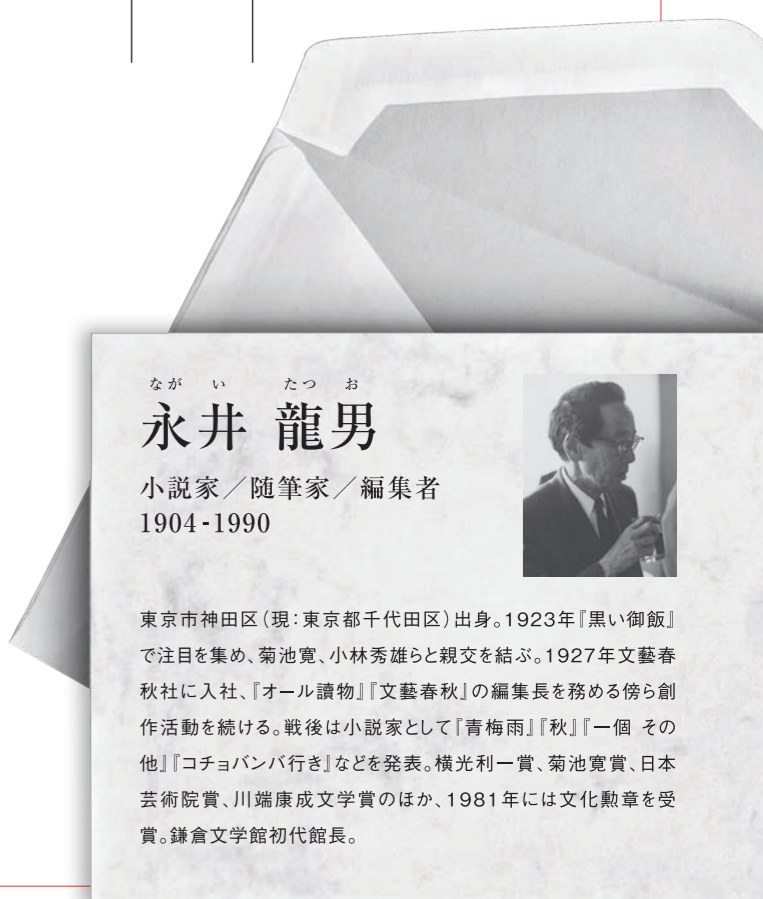 なが い たつ お
永井 龍男
小説家／随筆家／編集者
1904-1990
東京市神田区（現：東京都千代田区）出身。1923年『黒い御飯』
で注目を集め、菊池寛、小林秀雄らと親交を結ぶ。1927年文藝春
秋社に入社、『オール讀物』『文藝春秋』の編集長を務める傍ら創
作活動を続ける。戦後は小説家として『青梅雨』『秋』『一個 その
他』『コチョバンバ行き』などを発表。横光利一賞、菊池寛賞、日本
芸術院賞、川端康成文学賞のほか、1981年には文化勲章を受
賞。鎌倉文学館初代館長。